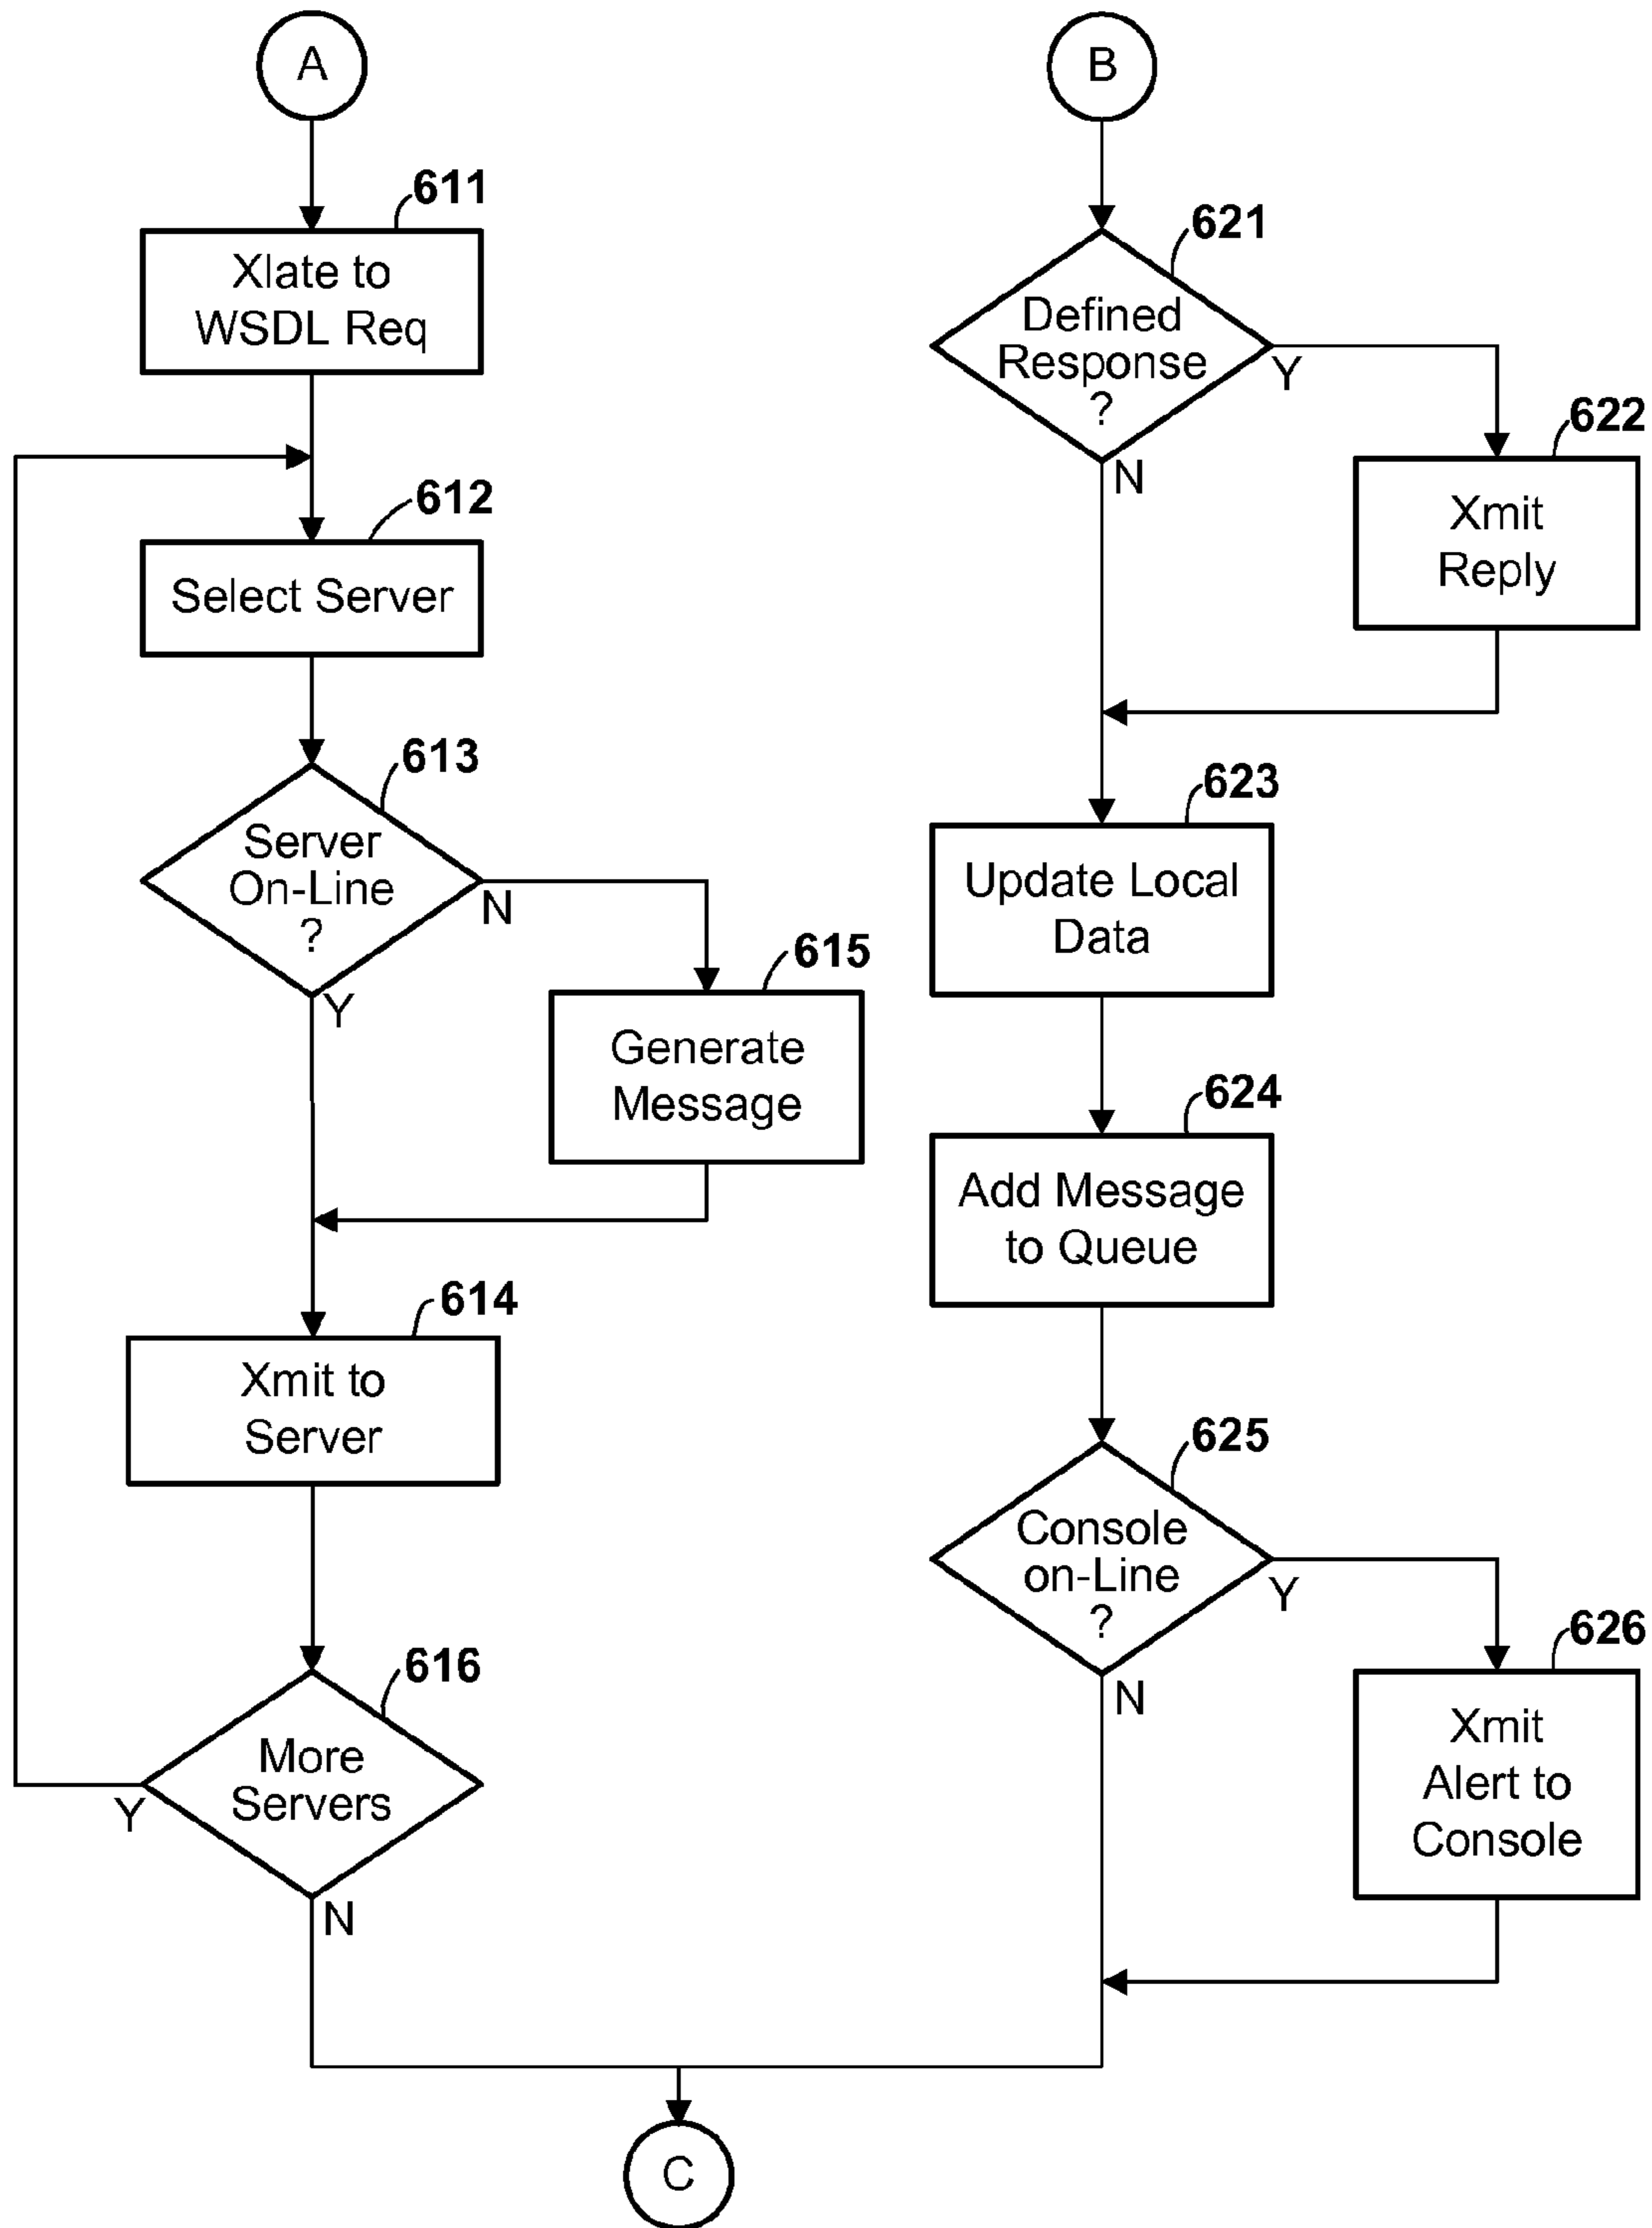 A
611
Xlate to
WSDL Req
612
Select Server
613
Server
On-Line
?
N
Y
615
Generate
Message
614
Xmit to
Server
616
More
Servers
Y
N
B
621
Defined
Response
?
Y
N
622
Xmit
Reply
623
Update Local
Data
624
Add Message
to Queue
625
Console
on-Line
?
Y
N
626
Xmit
Alert to
Console
C